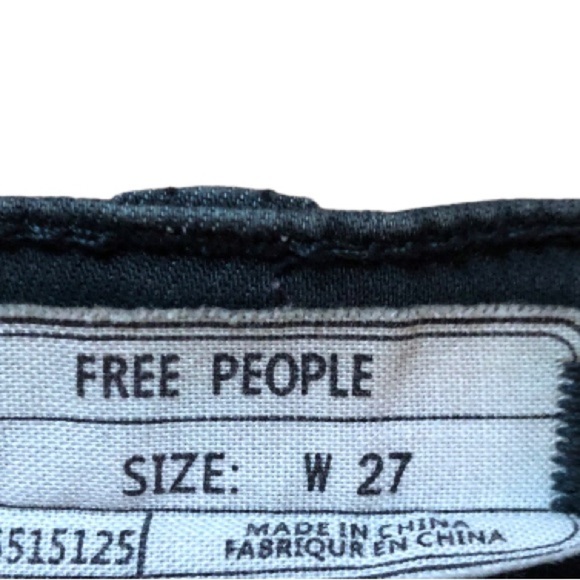 FREE PEOPLE
SIZE: W 27
515125
MADE IN CHINA
FABRIQUR EN CHINA